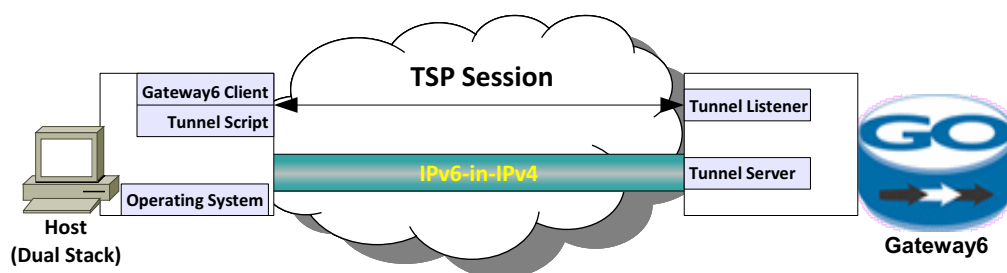 TSP Session
Gateway6 Client
Tunnel Script
Tunnel Listener
GO
IPv6-in-IPv4
Tunnel Server
Operating System
Host
(Dual Stack)
Gateway6